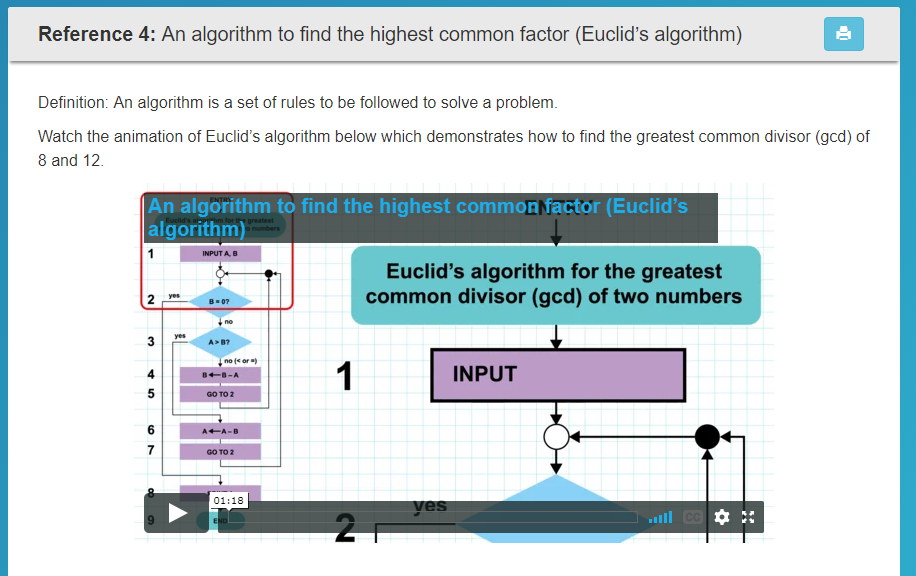 Reference 4: An algorithm to find the highest common factor (Euclid's algorithm)
Definition: An algorithm is a set of rules to be followed to solve a problem.
Watch the animation of Euclid's algorithm below which demonstrates how to find the greatest common divisor (gcd) of
8 and 12.
An algorithm to find the highest common factor (Euclid's
algorithm)
ENTRY
Euclid's algorithm for the greatest
common divisor (gcd) of two numbers
1
INPUT
2
yes
1
INPUT A, B
2
yes
B = 0?
no
3
yes
A > B?
no (< or =)
4
B ← B - A
5
GO TO 2
6
A ← A - B
7
GO TO 2
8
9
END
01:18
CC